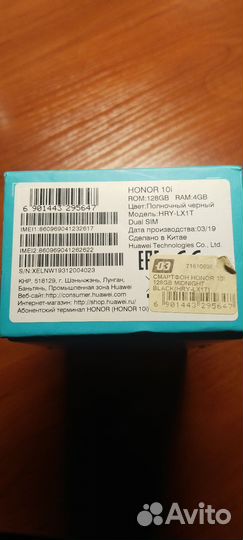 HONOR 10i
ROM:128GB RAM:4GB
Цвет:Полночный черный
Модель:HRY-LX1T
Dual SIM
Дата производства:03/19
Сделано в Китае
Huawei Technologies Co., Ltd.
6 901443 295647
IMEI1:860969041232617
IMEI2:860969041262622
S/N:XELNW19312004023
КНР, 518129, г. Шэньчжэнь, Лунган,
Баньтянь, Промышленная зона Huawei
Веб-сайт: http://consumer.huawei.com
Интернет-магазин:
http://shop.huawei.ru/
Абонентский терминал HONOR (HONOR 10i)
EAC
СМАРТФОН HONOR 10I
128GB MIDNIGHT
BLACK(HRY-LX1T)
6 901443 295647
Avito